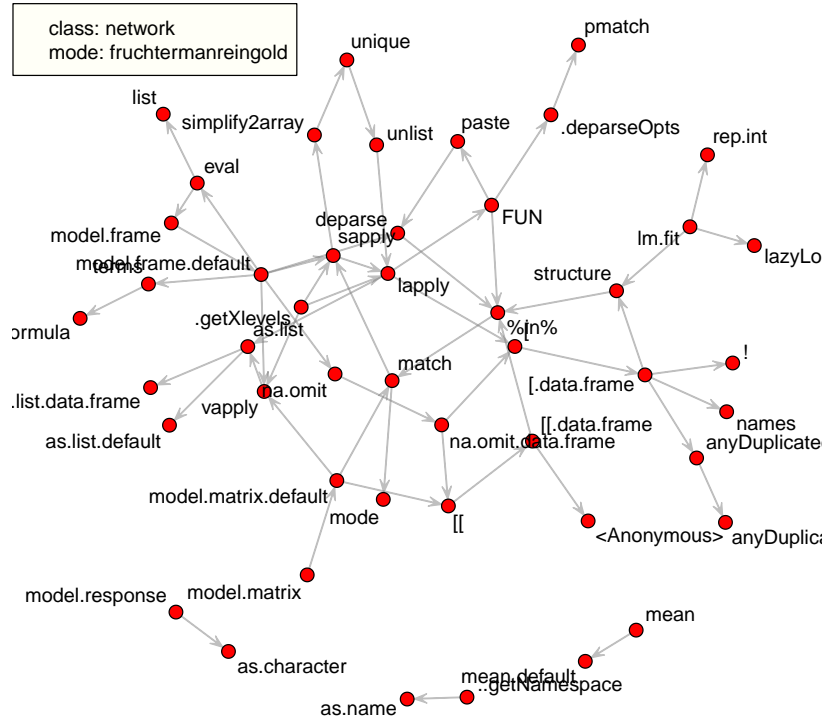 class: network
mode: fruchtermanreingold
pmatch
unique
list
simplify2array
unlist
paste
.deparseOpts
rep.int
eval
deparse
FUN
model.frame
sapply
lm.fit
lazyLo
model.frame.default
terms
lapply
structure
.getXlevels
ormula
as.list
%in%
[
!
match
[.data.frame
na.omit
.list.data.frame
vapply
names
[[.data.frame
as.list.default
na.omit.data.frame
anyDuplicate
model.matrix.default
mode
[[
<Anonymous>
anyDuplica
model.response
model.matrix
mean
as.character
mean.default
..getNamespace
as.name